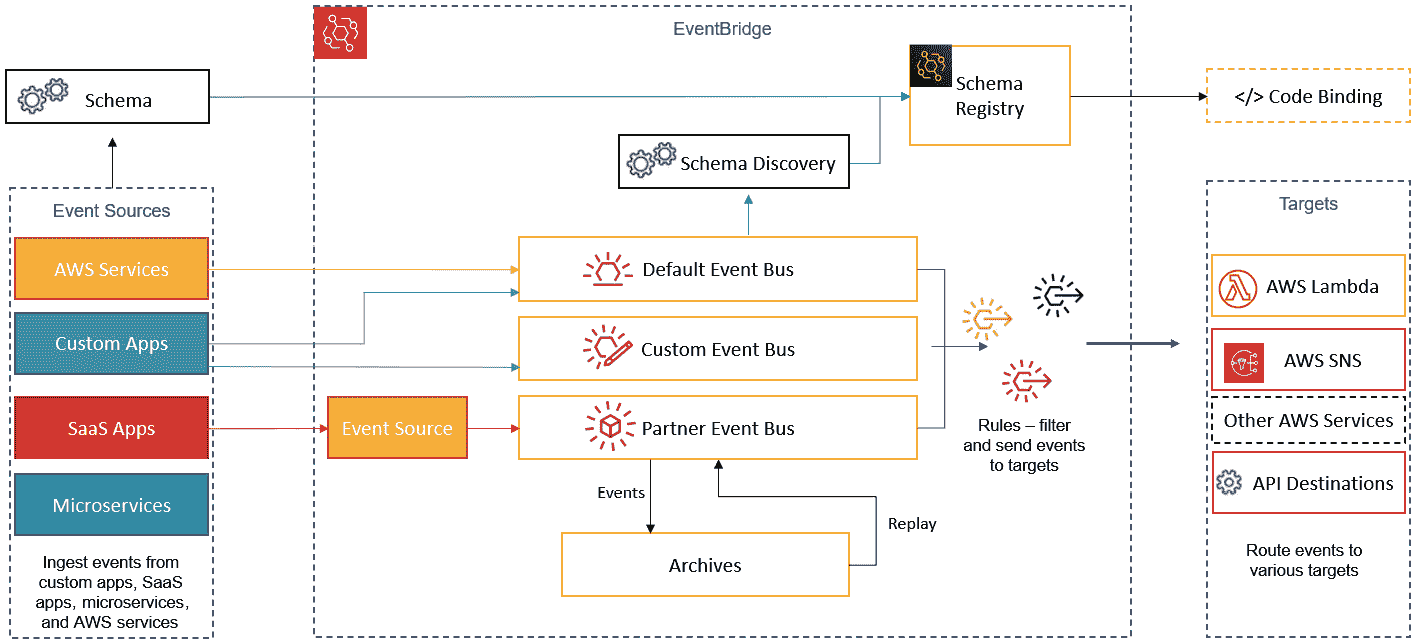 EventBridge
Schema
Schema
Registry
</> Code Binding
Schema Discovery
Event Sources
Targets
AWS Services
Default Event Bus
AWS Lambda
Custom Apps
Custom Event Bus
AWS SNS
SaaS Apps
Event Source
Partner Event Bus
Rules – filter
and send events
to targets
Other AWS Services
Microservices
Events
Replay
API Destinations
Archives
Ingest events from
custom apps, SaaS
apps, microservices,
and AWS services
Route events to
various targets